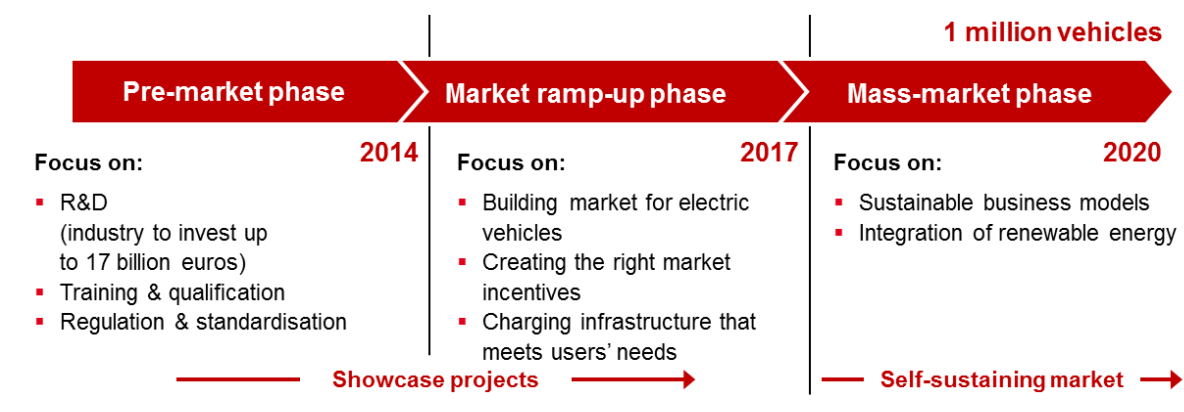 1 million vehicles
Pre-market phase
Market ramp-up phase
Mass-market phase
2014
Focus on:
▪ R&D
(industry to invest up
to 17 billion euros)
▪ Training & qualification
▪ Regulation & standardisation
2017
Focus on:
▪ Building market for electric
vehicles
▪ Creating the right market
incentives
▪ Charging infrastructure that
meets users’ needs
2020
Focus on:
▪ Sustainable business models
▪ Integration of renewable energy
Showcase projects
Self-sustaining market